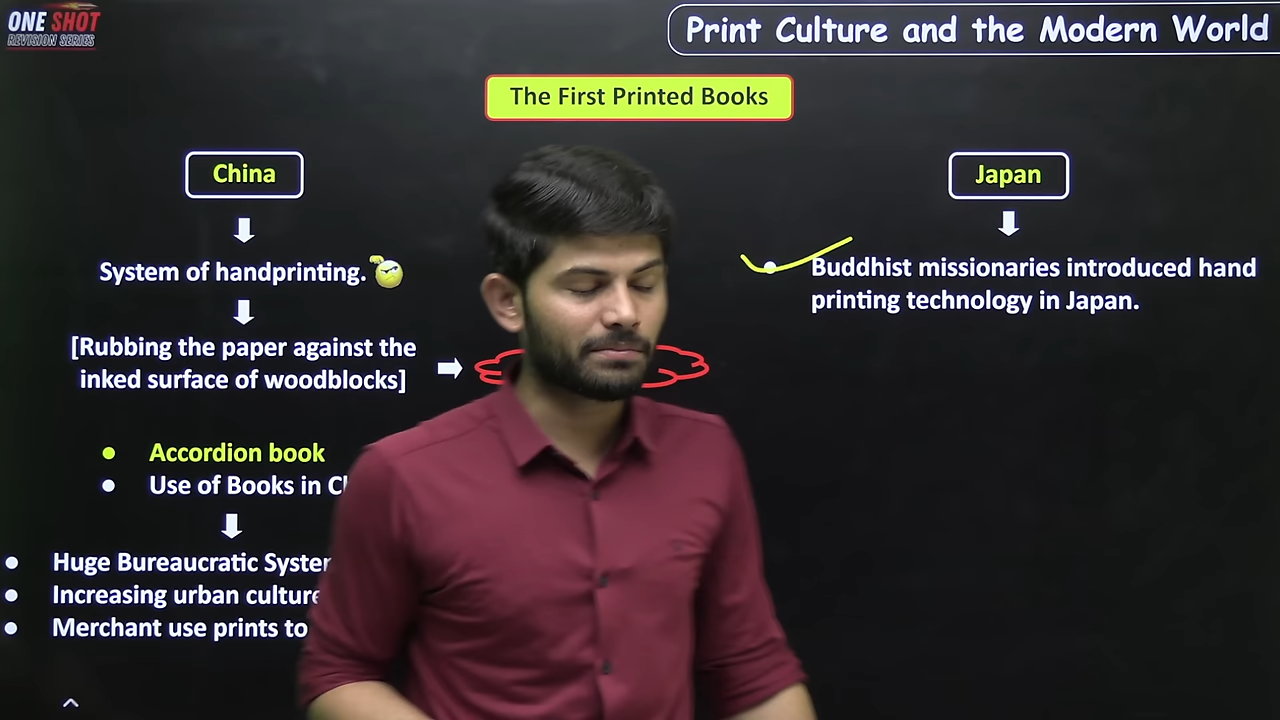 ONE SHOT
REVISION SERIES
Print Culture and the Modern World
The First Printed Books
China
System of handprinting.
[Rubbing the paper against the
inked surface of woodblocks]
Accordion book
Use of Books in
Huge Bureaucratic
Increasing urban culture
Merchant use prints to
Japan
Buddhist missionaries introduced hand
printing technology in Japan.